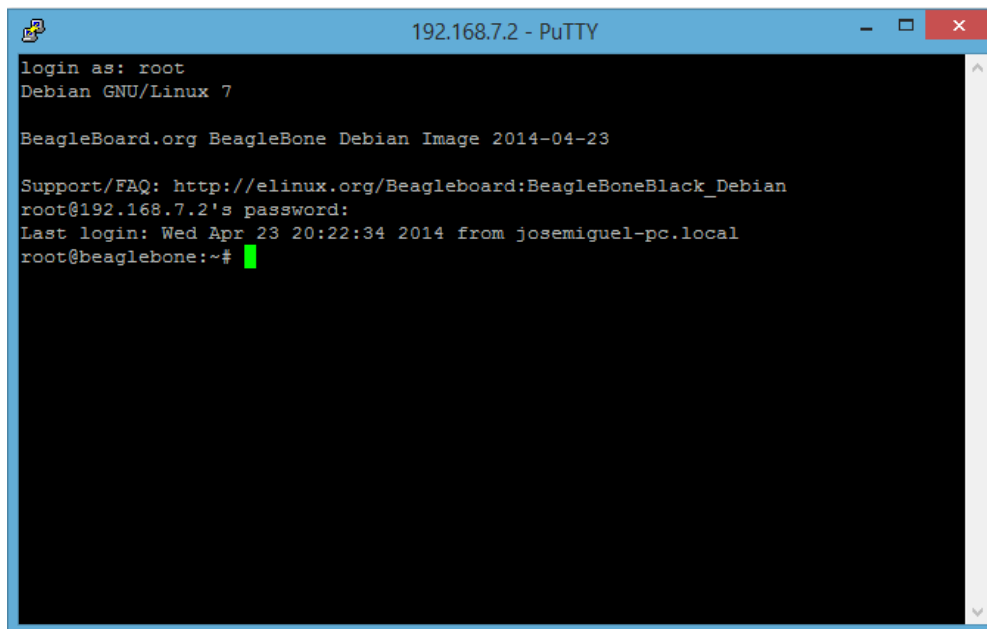 192.168.7.2 - PuTTY
login as: root
Debian GNU/Linux 7
BeagleBoard.org BeagleBone Debian Image 2014-04-23
Support/FAQ: http://elinux.org/Beagleboard:BeagleBoneBlack_Debian
root@192.168.7.2's password:
Last login: Wed Apr 23 20:22:34 2014 from josemiguel-pc.local
root@beaglebone:~#